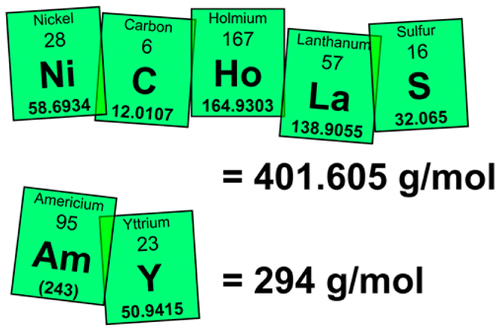 Nickel
28
Ni
58.6934
Carbon
6
C
12.0107
Holmium
167
Ho
164.9303
Lanthanum
57
La
138.9055
Sulfur
16
S
32.065
= 401.605 g/mol
Americium
95
Am
(243)
Yttrium
23
Y
50.9415
= 294 g/mol